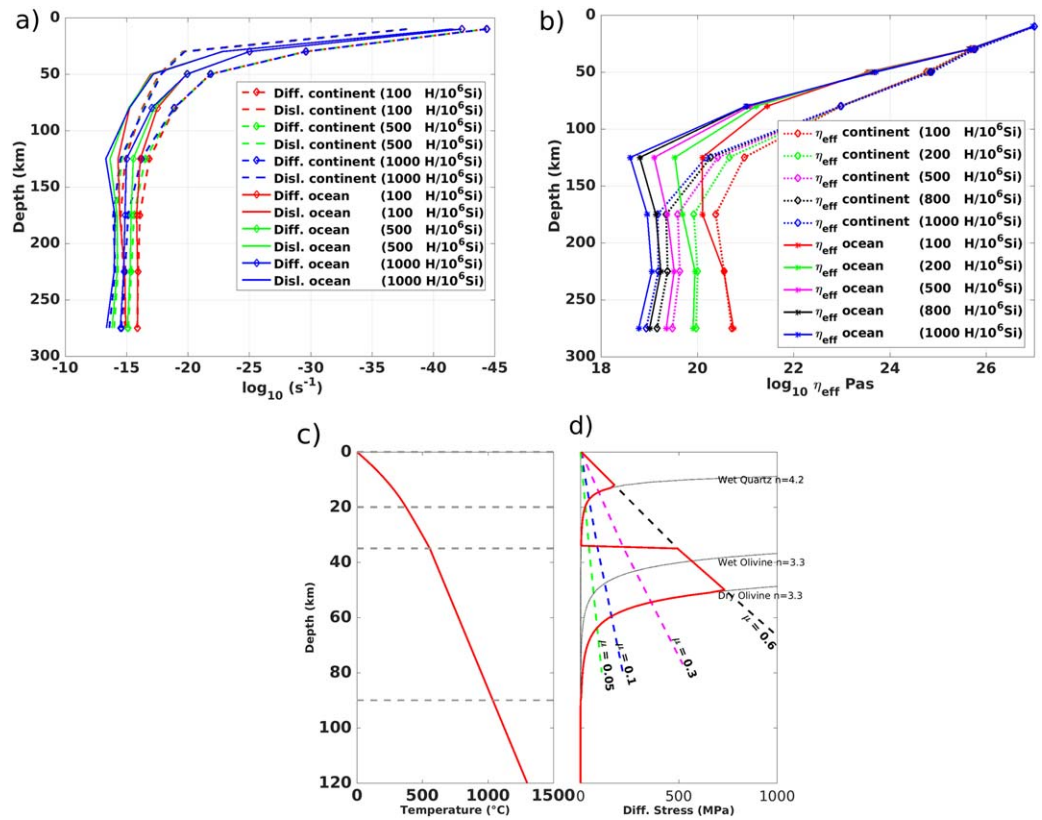 a)
0
50
100
150
200
250
300
Depth (km)
-10 -15 -20 -25 -30 -35 -40 -45
log10 (s-1)
Diff. continent (100 H/10^6Si)
Disl. continent (100 H/10^6Si)
Diff. continent (500 H/10^6Si)
Disl. continent (500 H/10^6Si)
Diff. continent (1000 H/10^6Si)
Disl. continent (1000 H/10^6Si)
Diff. ocean (100 H/10^6Si)
Disl. ocean (100 H/10^6Si)
Diff. ocean (500 H/10^6Si)
Disl. ocean (500 H/10^6Si)
Diff. ocean (1000 H/10^6Si)
Disl. ocean (1000 H/10^6Si)
b)
0
50
100
150
200
250
300
Depth (km)
18 20 22 24 26
log10 ηeff Pas
ηeff continent (100 H/10^6Si)
ηeff continent (200 H/10^6Si)
ηeff continent (500 H/10^6Si)
ηeff continent (800 H/10^6Si)
ηeff continent (1000 H/10^6Si)
ηeff ocean (100 H/10^6Si)
ηeff ocean (200 H/10^6Si)
ηeff ocean (500 H/10^6Si)
ηeff ocean (800 H/10^6Si)
ηeff ocean (1000 H/10^6Si)
c)
0
20
40
60
80
100
120
Depth (km)
0 500 1000 1500
Temperature (°C)
d)
Wet Quartz n=4.2
Wet Olivine n=3.3
Dry Olivine n=3.3
μ = 0.05
μ = 0.1
μ = 0.3
μ = 0.6
0 500 1000
Diff. Stress (MPa)